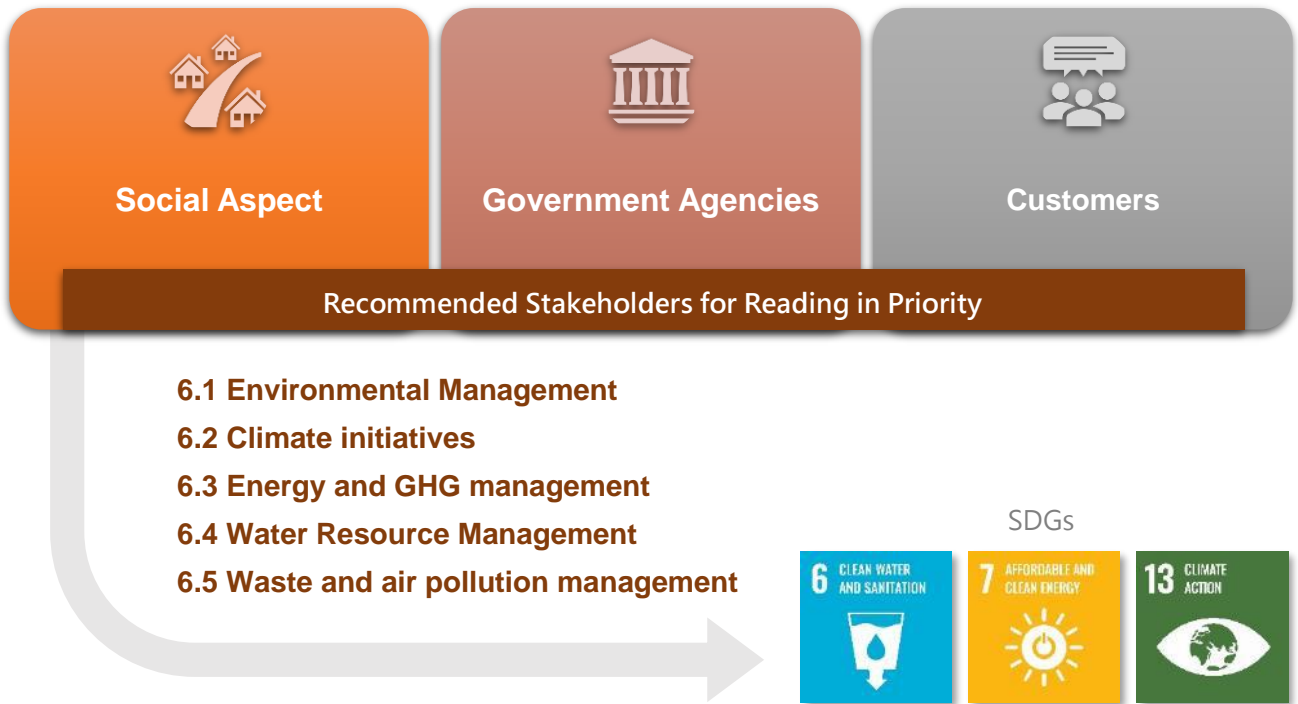 Social Aspect
Government Agencies
Customers
Recommended Stakeholders for Reading in Priority
6.1 Environmental Management
6.2 Climate initiatives
6.3 Energy and GHG management
6.4 Water Resource Management
6.5 Waste and air pollution management
SDGs
6 CLEAN WATER
AND SANITATION
7 AFFORDABLE AND
CLEAN ENERGY
13 CLIMATE
ACTION